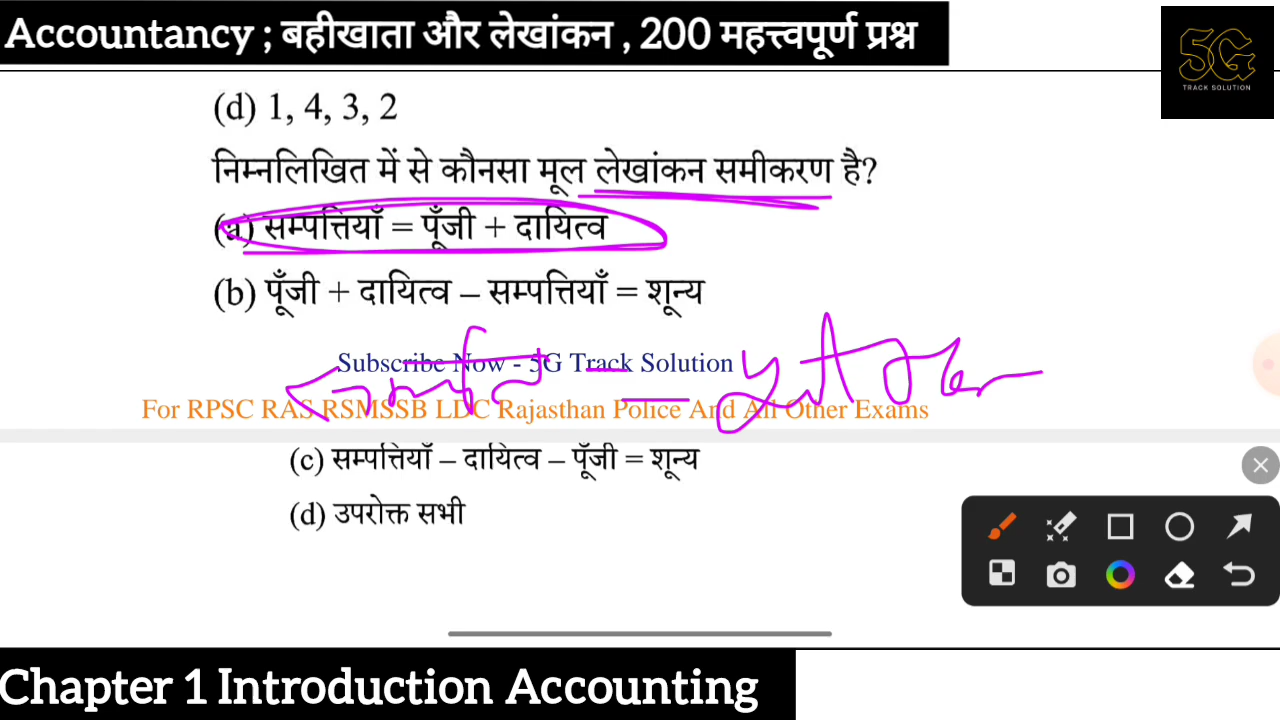 Accountancy ; बहीखाता और लेखांकन , 200 महत्त्वपूर्ण प्रश्न
5G
TRACK SOLUTION
(d) 1, 4, 3, 2
निम्नलिखित में से कौनसा मूल लेखांकन समीकरण है?
(a) सम्पत्तियाँ = पूँजी + दायित्व
(b) पूँजी + दायित्व – सम्पत्तियाँ = शून्य
Subscribe Now - 5G Track Solution
For RPSC RAS RSMSSB LDC Rajasthan Police And All Other Exams
(c) सम्पत्तियाँ – दायित्व – पूँजी = शून्य
(d) उपरोक्त सभी
Chapter 1 Introduction Accounting